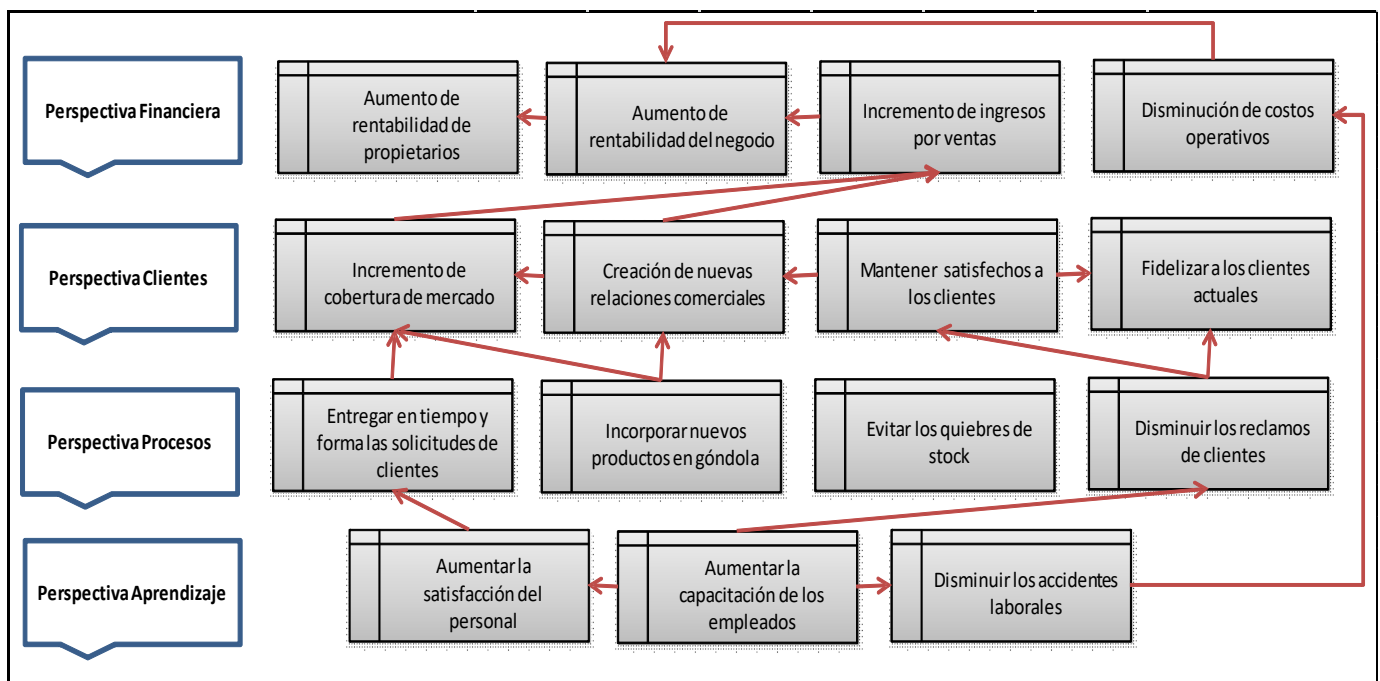 Perspectiva Financiera
Aumento de
rentabilidad de
propietarios
Aumento de
rentabilidad del negocio
Incremento de ingresos
por ventas
Disminución de costos
operativos
Perspectiva Clientes
Incremento de
cobertura de mercado
Creación de nuevas
relaciones comerciales
Mantener satisfechos a
los clientes
Fidelizar a los clientes
actuales
Perspectiva Procesos
Entregar en tiempo y
forma las solicitudes de
clientes
Incorporar nuevos
productos en góndola
Evitar los quiebres de
stock
Disminuir los reclamos
de clientes
Perspectiva Aprendizaje
Aumentar la
satisfacción del
personal
Aumentar la
capacitación de los
empleados
Disminuir los accidentes
laborales